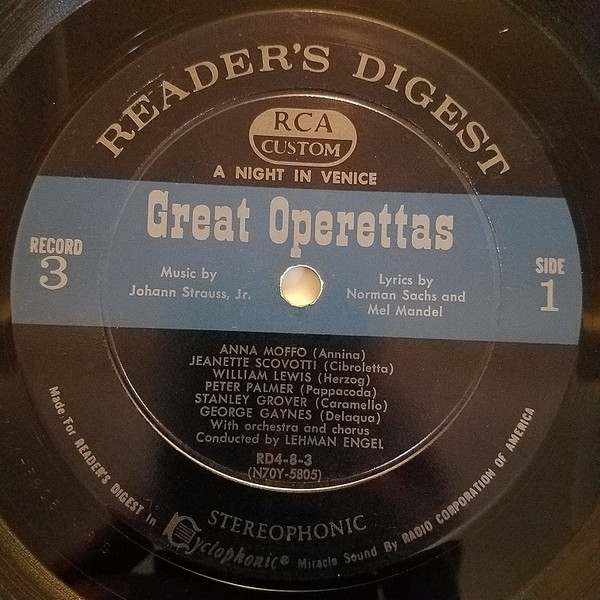 READER'S DIGEST
RCA
CUSTOM
A NIGHT IN VENICE
Great Operettas
RECORD
3
SIDE
1
Music by
Johann Strauss, Jr.
Lyrics by
Norman Sachs and
Mel Mandel
ANNA MOFFO (Annina)
JEANETTE SCOVOTTI (Cibroletta)
WILLIAM LEWIS (Herzog)
PETER PALMER (Pappacoda)
STANLEY GROVER (Caramello)
GEORGE GAYNES (Delaqua)
With orchestra and chorus
Conducted by LEHMAN ENGEL
RD4-8-3
(N70Y-5805)
STEREOPHONIC
Made For READER'S DIGEST in Cyclophonic® Miracle Sound By RADIO CORPORATION OF AMERICA